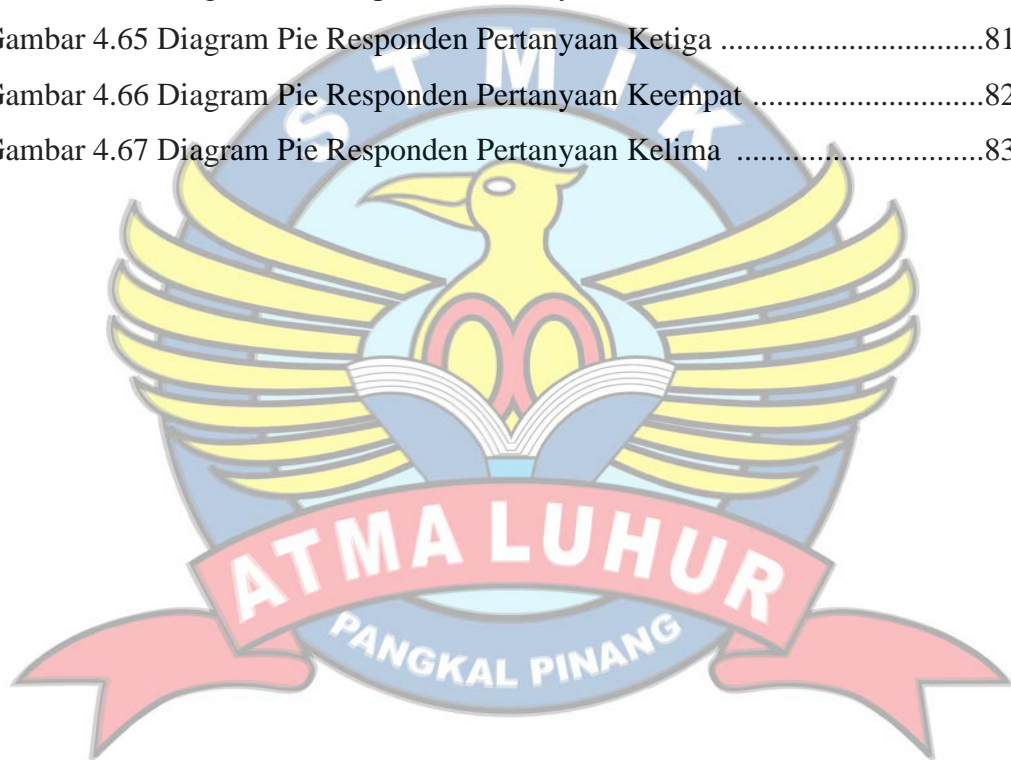 Gambar 4.65 Diagram Pie Responden Pertanyaan Ketiga .................................81
Gambar 4.66 Diagram Pie Responden Pertanyaan Keempat .............................82
Gambar 4.67 Diagram Pie Responden Pertanyaan Kelima ...............................83
STMIK
ATMA LUHUR
PANGKAL PINANG